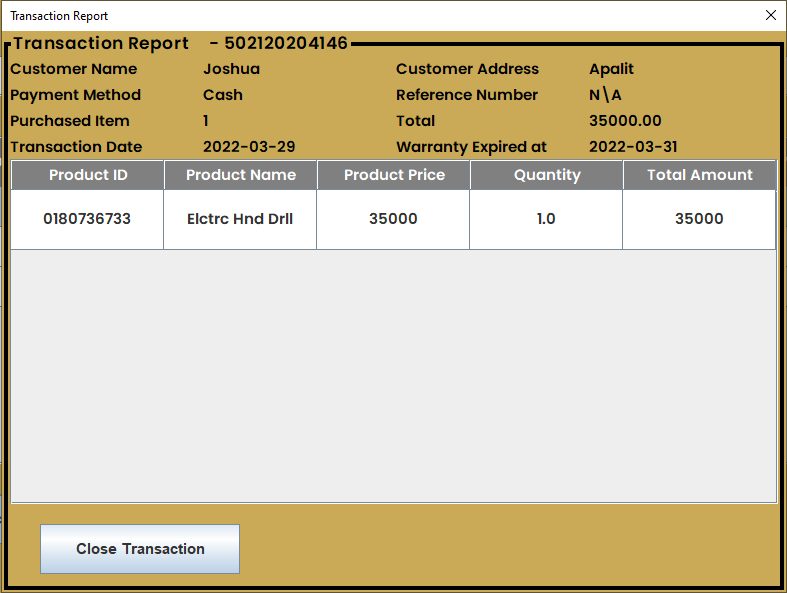 Transaction Report
Transaction Report - 502120204146
Customer Name Joshua Customer Address Apalit
Payment Method Cash Reference Number N\A
Purchased Item 1 Total 35000.00
Transaction Date 2022-03-29 Warranty Expired at 2022-03-31
Product ID Product Name Product Price Quantity Total Amount
0180736733 Elctrc Hnd Drll 35000 1.0 35000
Close Transaction